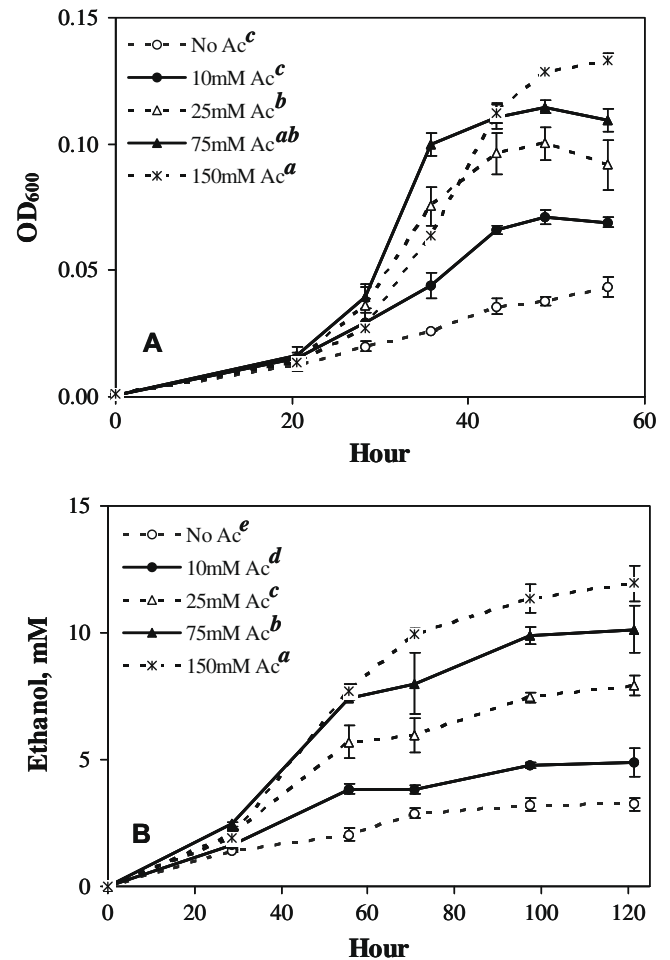 0.15
No Ac^c
10mM Ac^c
25mM Ac^b
75mM Ac^ab
150mM Ac^a
0.10
OD₆₀₀
0.05
A
0.00
0 20 40 60
Hour
15
No Ac^e
10mM Ac^d
25mM Ac^c
75mM Ac^b
150mM Ac^a
10
Ethanol, mM
5
B
0
0 20 40 60 80 100 120
Hour